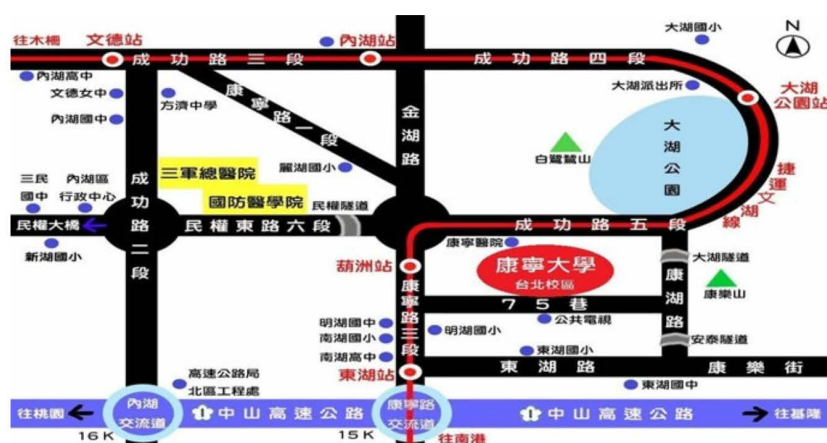 大湖國小
N
往木柵
文德站
內湖站
成功路三段
成功路四段
內湖高中
大湖派出所
大湖
公園站
文德女中
方濟中學
康寧路一段
金湖路
內湖國中
大湖公園
白鷺鷥山
麗湖國小
三軍總醫院
三民
國中
內湖區
行政中心
成功路二段
國防醫學院
民權隧道
捷運文湖線
民權大橋
民權東路六段
成功路五段
新湖國小
康寧醫院
大湖隧道
葫洲站
康寧大學
台北校區
康湖路
康樂山
康寧路三段
75巷
明湖國中
公共電視
明湖國小
南湖國小
安泰隧道
南湖高中
東湖國小
東湖路
康樂街
東湖站
高速公路局
北區工程處
東湖國中
往桃園
內湖
交流道
1
中山高速公路
康寧路
交流道
1
中山高速公路
往基隆
16K
15K
往南港